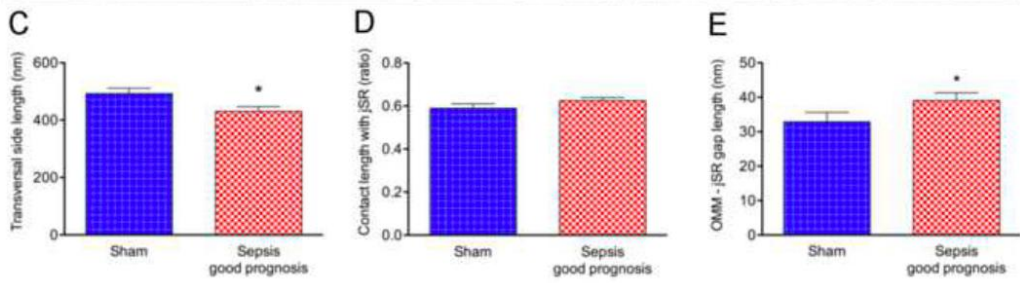 C
Transversal side length (nm)
600
400
200
0
*
Sham
Sepsis
good prognosis
D
Contact length with jSR (ratio)
0.8
0.6
0.4
0.2
0.0
Sham
Sepsis
good prognosis
E
OMM - jSR gap length (nm)
50
40
30
20
10
0
*
Sham
Sepsis
good prognosis